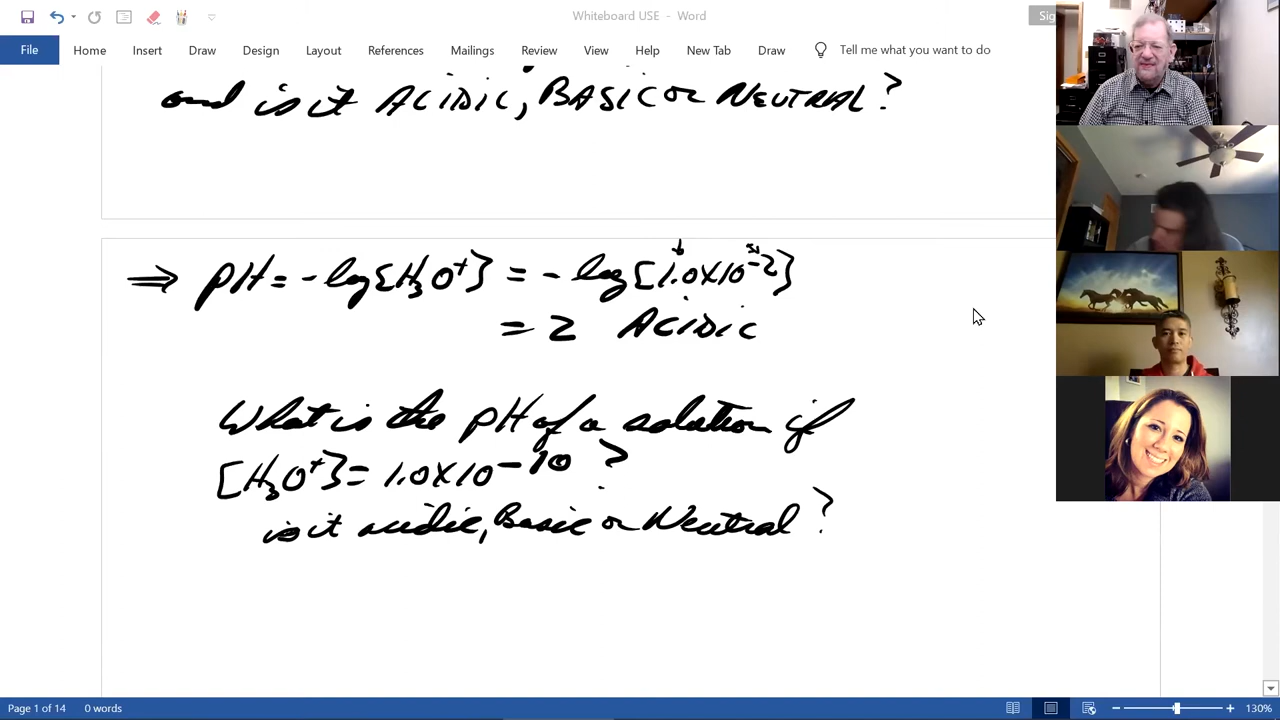 Whiteboard USE - Word
Sig
File Home Insert Draw Design Layout References Mailings Review View Help New Tab Draw Tell me what you want to do
and is it ACIDIC, BASIC or NEUTRAL?
⇒ pH = -log[H₃O⁺] = -log[1.0X10⁻²]
= 2 ACIDIC
What is the pH of a solution if
[H₃O⁺] = 1.0X10⁻¹⁰ ?
is it acidic, Basic or Neutral?
Page 1 of 14 0 words 130%